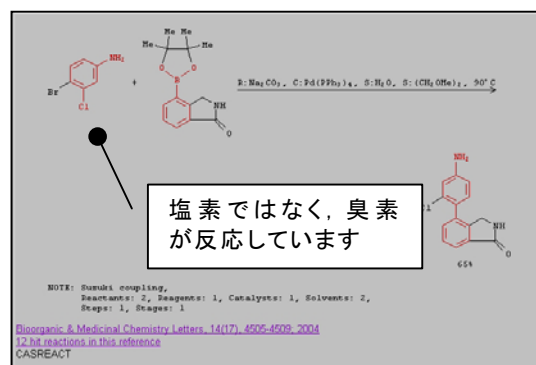 Me Me
Me Me
NH2
O O
Br + B
Cl
NH
O
R:Na2CO3, C:Pd(PPh3)4, S:H2O, S:(CH2OMe)2, 90°C
塩素ではなく，臭素
が反応しています
NH2
Cl
NH
O
65%
NOTE: Suzuki coupling,
Reactants: 2, Reagents: 1, Catalysts: 1, Solvents: 2,
Steps: 1, Stages: 1
Bioorganic & Medicinal Chemistry Letters, 14(17), 4505-4509; 2004
12 hit reactions in this reference
CASREACT